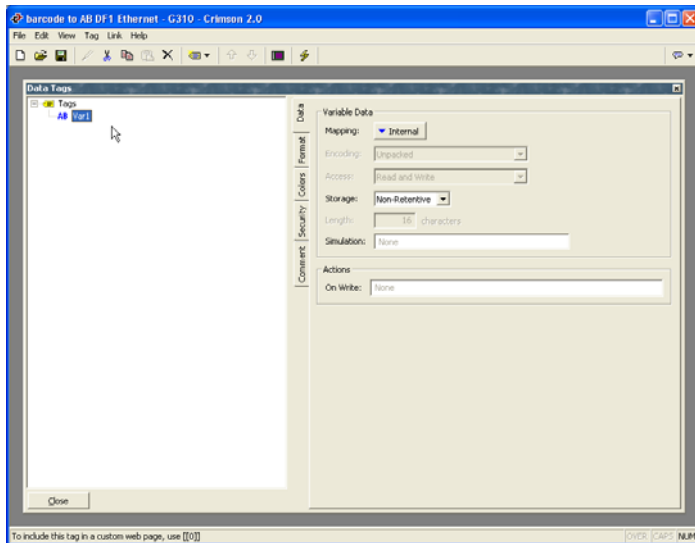 barcode to AB DF1 Ethernet - G310 - Crimson 2.0
File Edit View Tag Link Help
Data Tags
Tags
AB Var1
Data
Format
Colors
Security
Comment
Variable Data
Mapping: Internal
Encoding: Unpacked
Access: Read and Write
Storage: Non-Retentive
Length: 16 characters
Simulation: None
Actions
On Write: None
Close
To include this tag in a custom web page, use [[0]]
OVER CAPS NUM